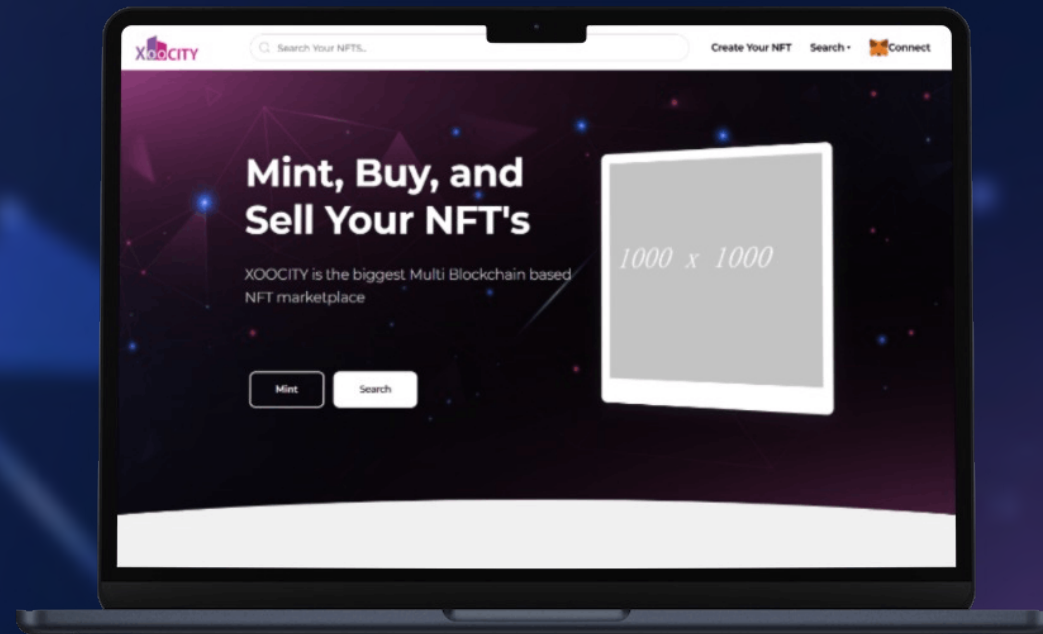 XOOCITY
Search Your NFTS..
Create Your NFT
Search
Connect
Mint, Buy, and
Sell Your NFT's
XOOCITY is the biggest Multi Blockchain based
NFT marketplace
1000 x 1000
Mint
Search